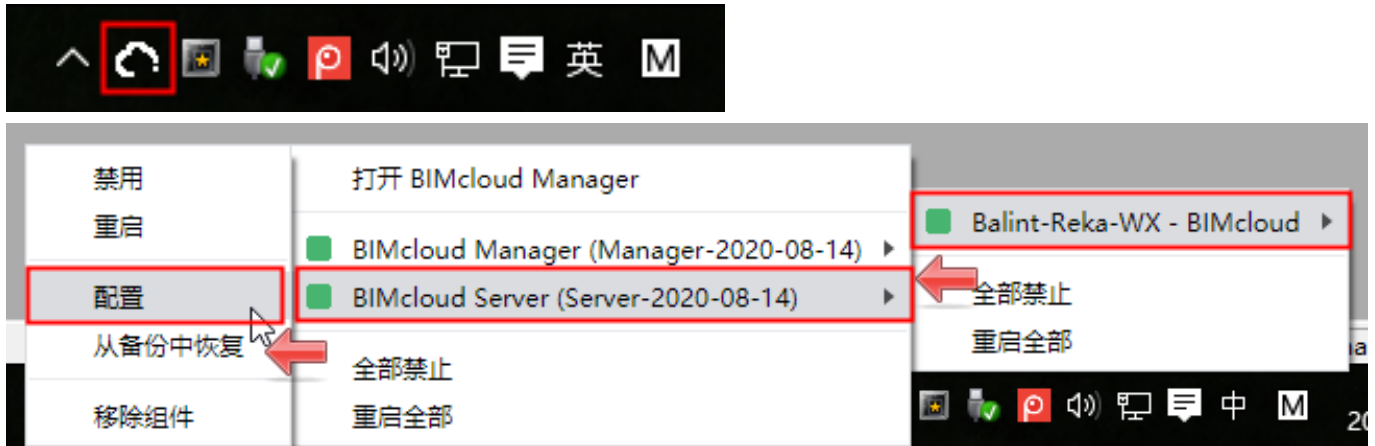 英 M
禁用
重启
配置
从备份中恢复
移除组件
打开 BIMcloud Manager
BIMcloud Manager (Manager-2020-08-14)
BIMcloud Server (Server-2020-08-14)
全部禁止
重启全部
Balint-Reka-WX - BIMcloud
全部禁止
重启全部
中 M